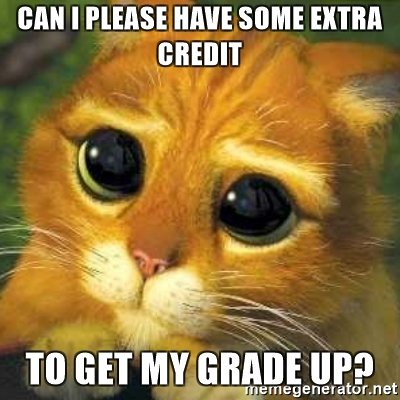 CAN I PLEASE HAVE SOME EXTRA
CREDIT
TO GET MY GRADE UP?
memegenerator.net